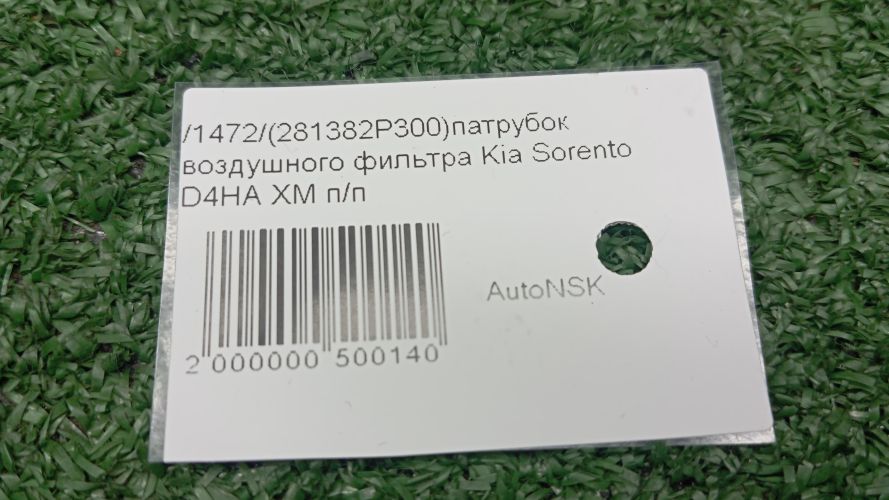 /1472/(281382P300)патрубок
воздушного фильтра Kia Sorento
D4HA XM п/п
AutoNSK
2 000000 500140